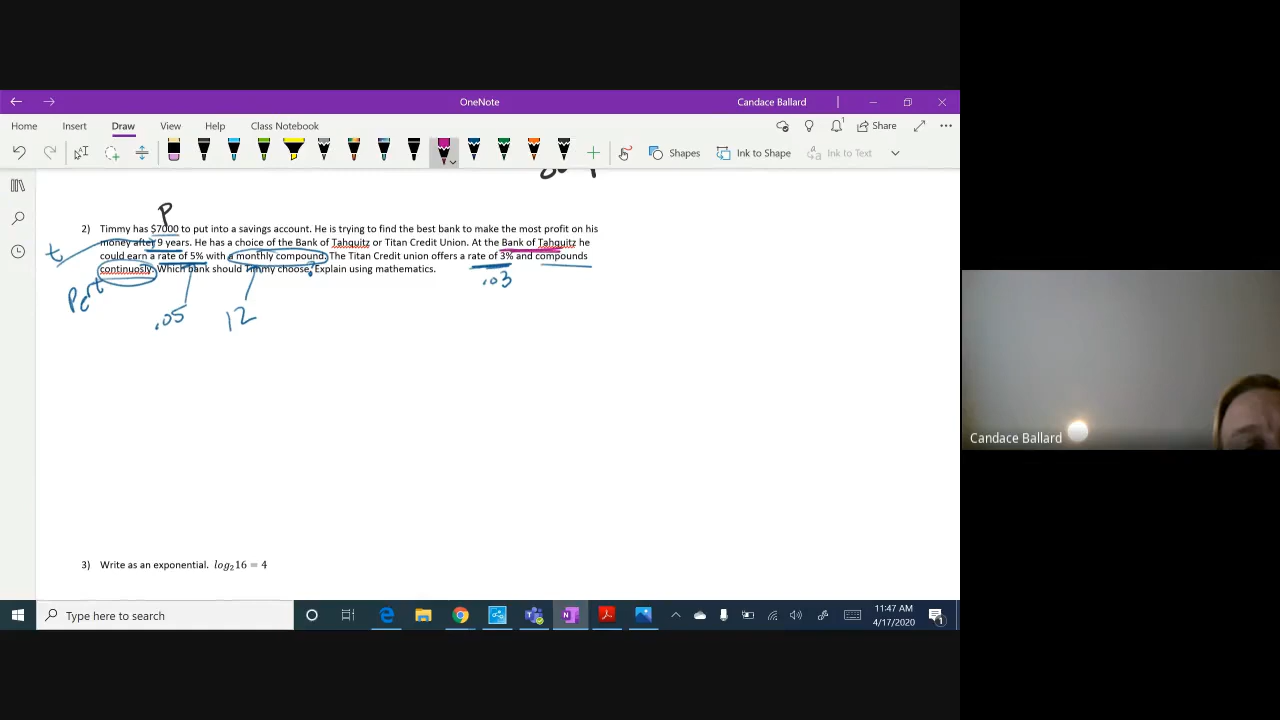 OneNote
Candace Ballard
Home Insert Draw View Help Class Notebook
Share
Shapes Ink to Shape Ink to Text
P
2) Timmy has $7000 to put into a savings account. He is trying to find the best bank to make the most profit on his
money after 9 years. He has a choice of the Bank of Tahquitz or Titan Credit Union. At the Bank of Tahquitz he
t
could earn a rate of 5% with a monthly compound. The Titan Credit union offers a rate of 3% and compounds
continuosly. Which bank should Timmy choose? Explain using mathematics.
.03
Pert
.05 12
Candace Ballard
3) Write as an exponential. log₂16 = 4
Type here to search
11:47 AM
4/17/2020